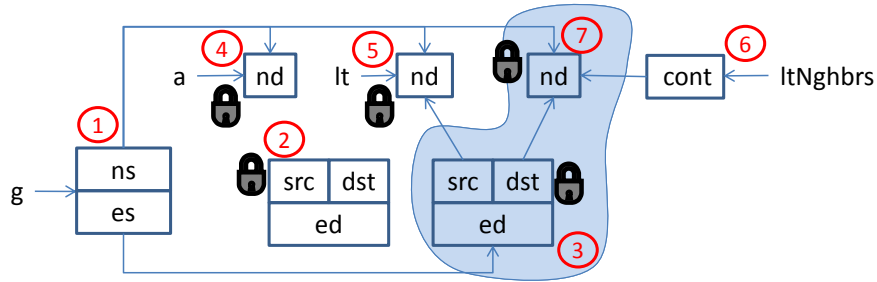 4 5 7 6
a nd lt nd nd cont ltNghbrs
1 2
ns src dst src dst
g
es ed ed 3